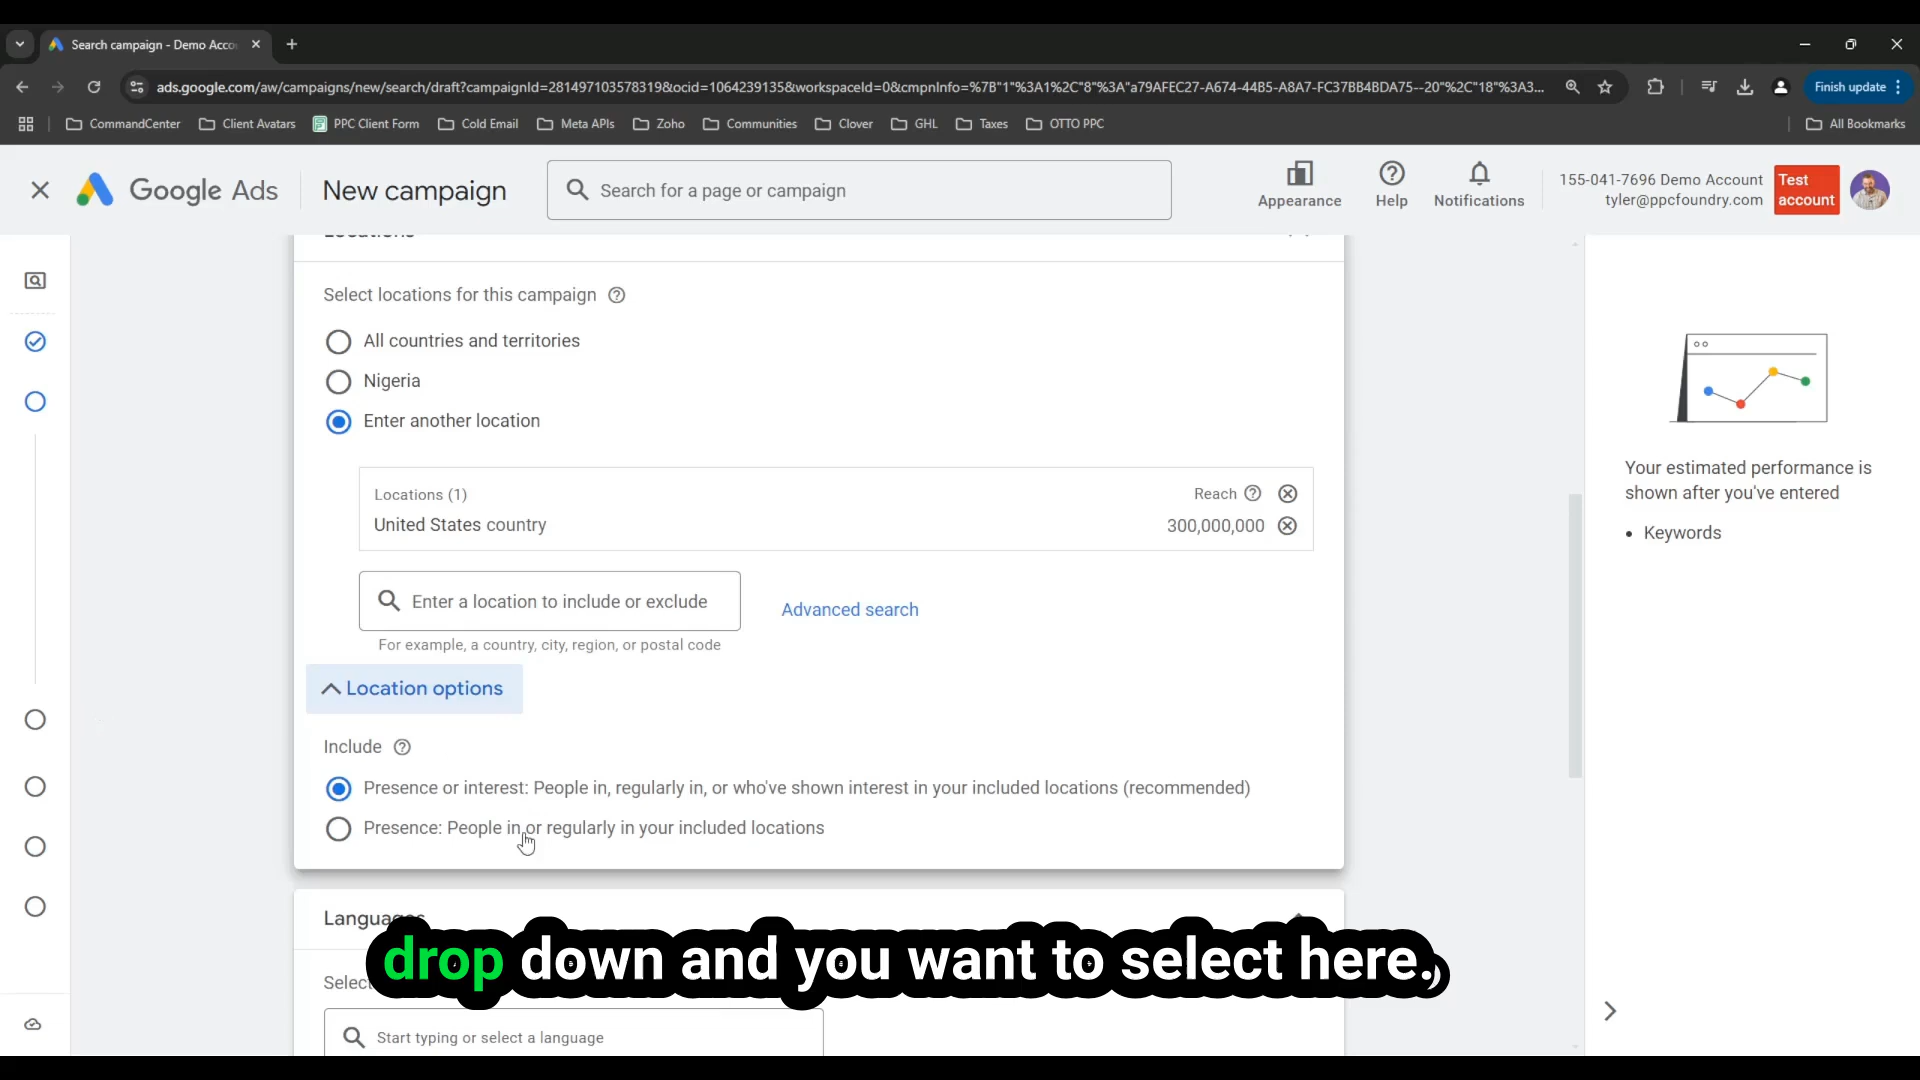 Search campaign - Demo Acco
ads.google.com/aw/campaigns/new/search/draft?campaignId=281497103578319&ocid=1064239135&workspaceId=0&cmpnInfo=%7B"1"%3A1%2C"8"%3A"a79AFEC27-A674-44B5-A8A7-FC37BB4BDA75--20"%2C"18"%3A3...
Finish update
CommandCenter
Client Avatars
PPC Client Form
Cold Email
Meta APIs
Zoho
Communities
Clover
GHL
Taxes
OTTO PPC
All Bookmarks
Google Ads
New campaign
Search for a page or campaign
Appearance
Help
Notifications
155-041-7696 Demo Account
tyler@ppcfoundry.com
Test
account
Locations
Select locations for this campaign
All countries and territories
Nigeria
Enter another location
Locations (1)
Reach
United States country
300,000,000
Enter a location to include or exclude
Advanced search
For example, a country, city, region, or postal code
Location options
Include
Presence or interest: People in, regularly in, or who've shown interest in your included locations (recommended)
Presence: People in or regularly in your included locations
Languages
drop down and you want to select here.,
Select
Start typing or select a language
Your estimated performance is
shown after you've entered
• Keywords